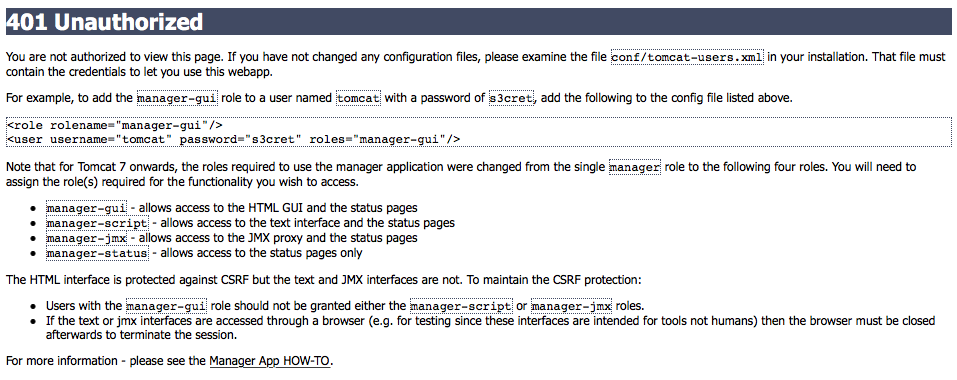 401 Unauthorized
You are not authorized to view this page. If you have not changed any configuration files, please examine the file conf/tomcat-users.xml in your installation. That file must
contain the credentials to let you use this webapp.
For example, to add the manager-gui role to a user named tomcat with a password of s3cret, add the following to the config file listed above.
<role rolename="manager-gui"/>
<user username="tomcat" password="s3cret" roles="manager-gui"/>
Note that for Tomcat 7 onwards, the roles required to use the manager application were changed from the single manager role to the following four roles. You will need to
assign the role(s) required for the functionality you wish to access.
• manager-gui - allows access to the HTML GUI and the status pages
• manager-script - allows access to the text interface and the status pages
• manager-jmx - allows access to the JMX proxy and the status pages
• manager-status - allows access to the status pages only
The HTML interface is protected against CSRF but the text and JMX interfaces are not. To maintain the CSRF protection:
• Users with the manager-gui role should not be granted either the manager-script or manager-jmx roles.
• If the text or jmx interfaces are accessed through a browser (e.g. for testing since these interfaces are intended for tools not humans) then the browser must be closed
afterwards to terminate the session.
For more information - please see the Manager App HOW-TO.